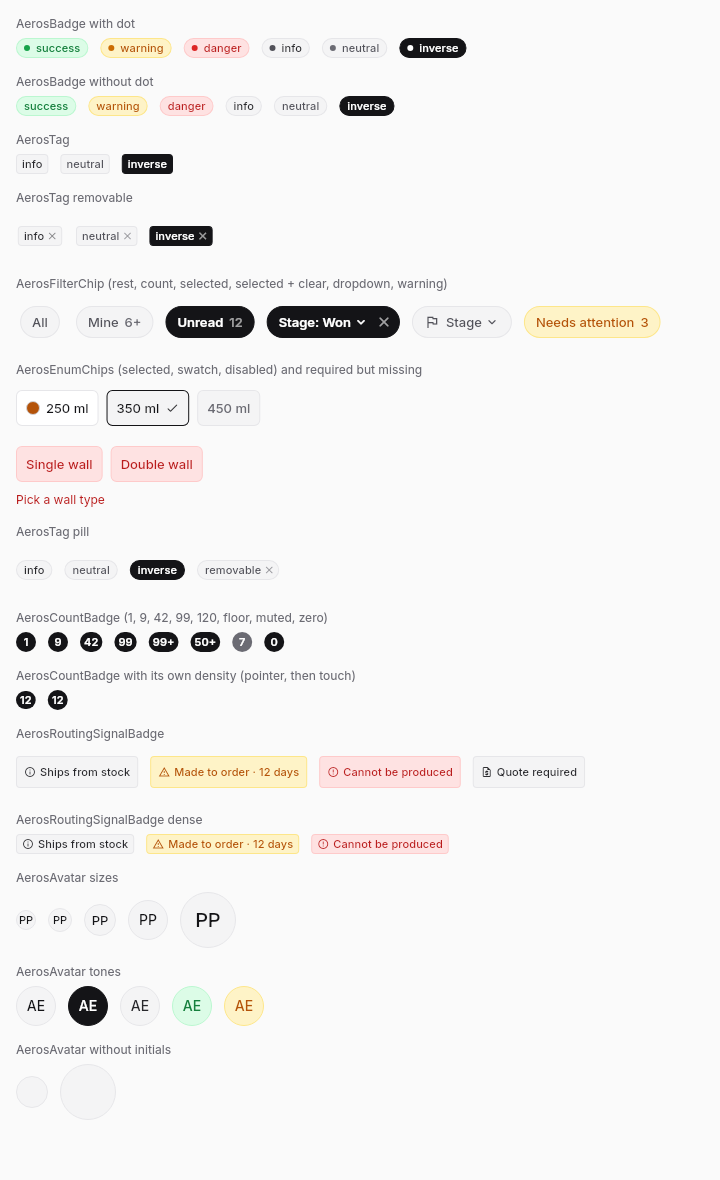 AerosBadge with dot
success warning danger info neutral inverse
AerosBadge without dot
success warning danger info neutral inverse
AerosTag
info neutral inverse
AerosTag removable
info neutral inverse
AerosFilterChip (rest, count, selected, selected + clear, dropdown, warning)
All Mine 6+ Unread 12 Stage: Won Stage Needs attention 3
AerosEnumChips (selected, swatch, disabled) and required but missing
250 ml 350 ml 450 ml
Single wall Double wall
Pick a wall type
AerosTag pill
info neutral inverse removable
AerosCountBadge (1, 9, 42, 99, 120, floor, muted, zero)
1 9 42 99 99+ 50+ 7 0
AerosCountBadge with its own density (pointer, then touch)
12 12
AerosRoutingSignalBadge
Ships from stock Made to order · 12 days Cannot be produced Quote required
AerosRoutingSignalBadge dense
Ships from stock Made to order · 12 days Cannot be produced
AerosAvatar sizes
PP PP PP PP PP
AerosAvatar tones
AE AE AE AE AE
AerosAvatar without initials